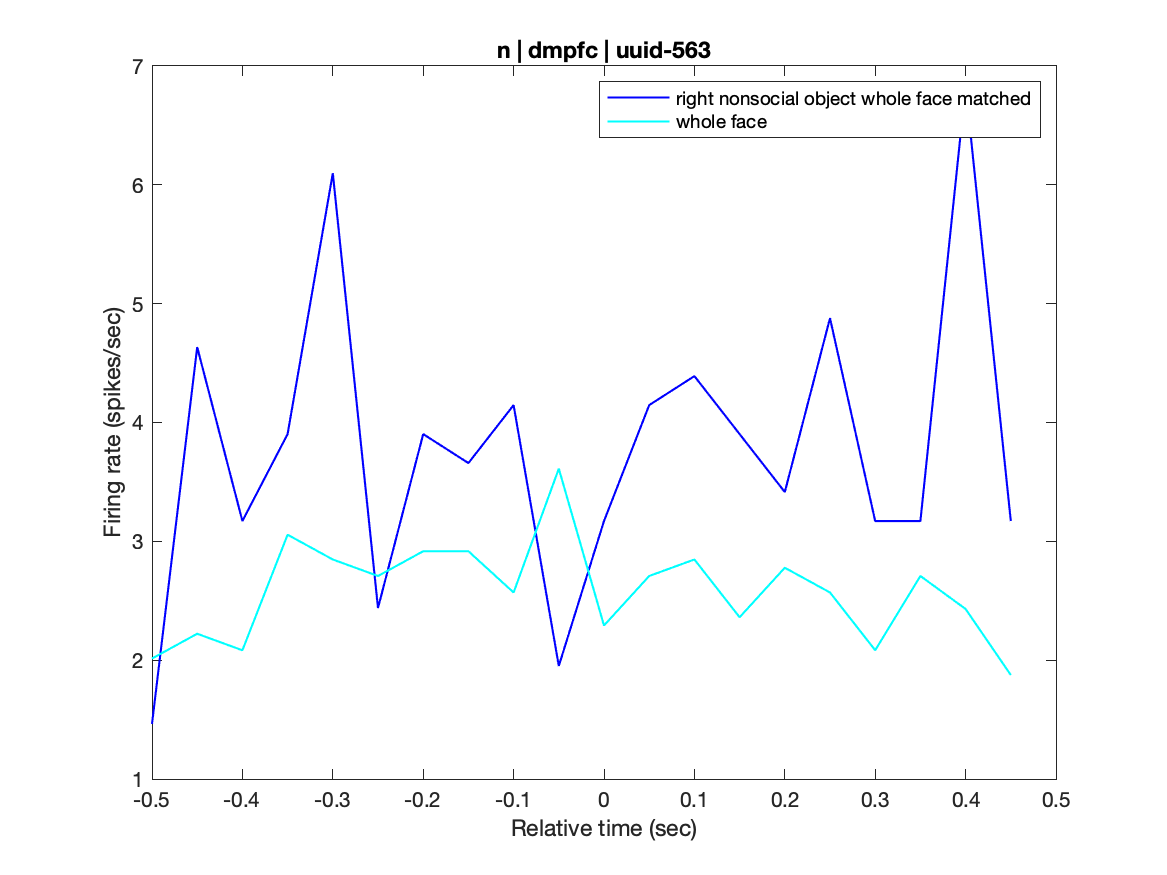 n | dmpfc | uuid-563
right nonsocial object whole face matched
whole face
Firing rate (spikes/sec)
7
6
5
4
3
2
1
-0.5 -0.4 -0.3 -0.2 -0.1 0 0.1 0.2 0.3 0.4 0.5
Relative time (sec)